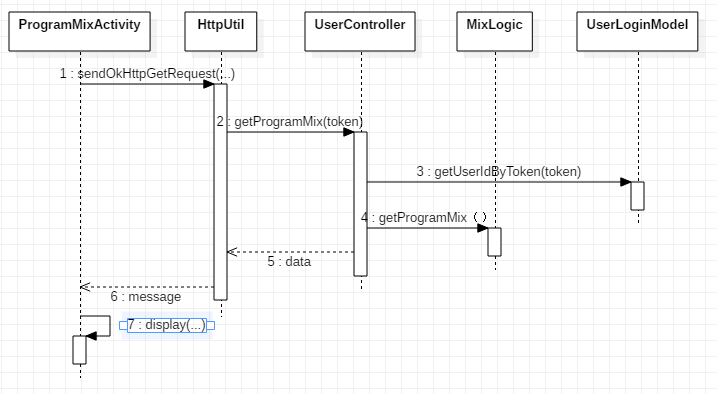 ProgramMixActivity
HttpUtil
UserController
MixLogic
UserLoginModel
1 : sendOkHttpGetRequest(...)
2 : getProgramMix(token)
3 : getUserIdByToken(token)
4 : getProgramMix（）
5 : data
6 : message
7 : display(...)